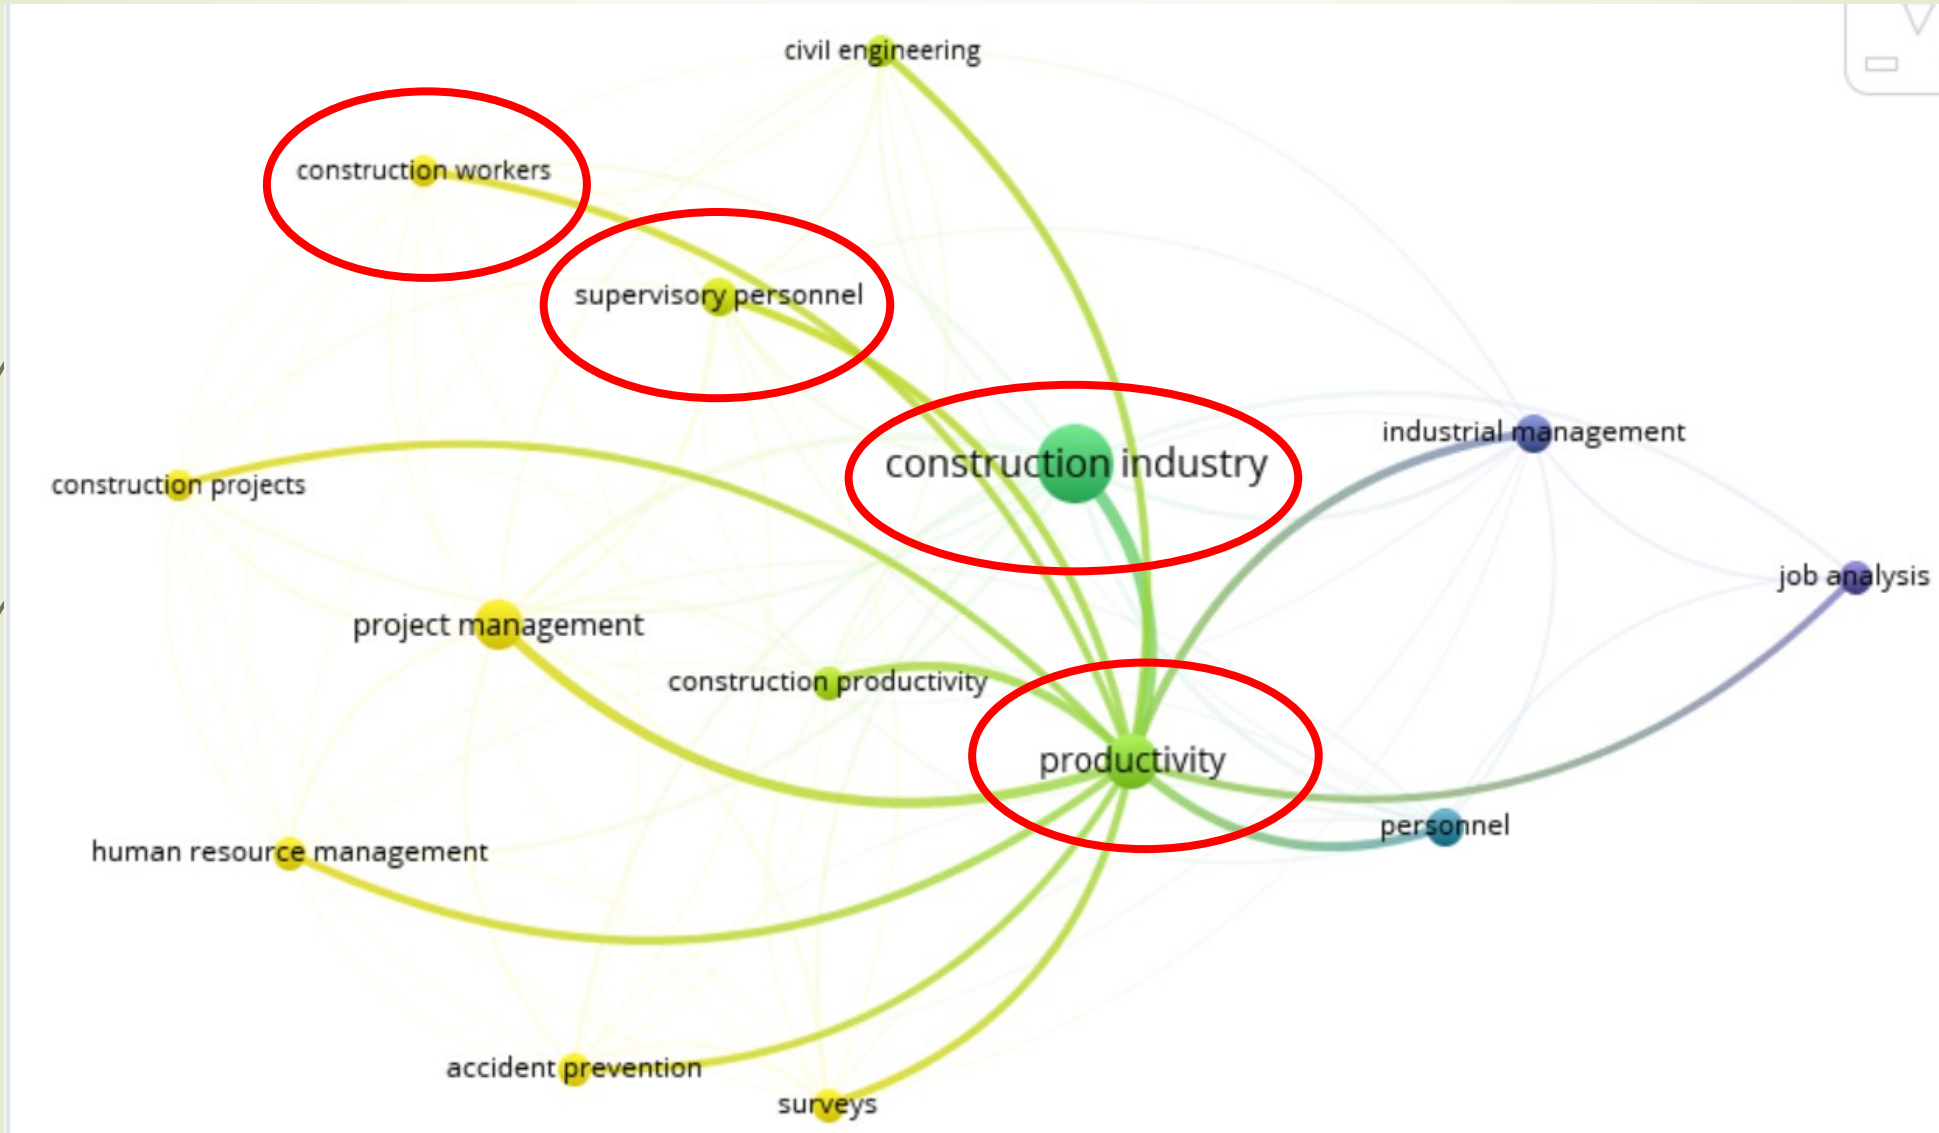 civil engineering
construction workers
supervisory personnel
industrial management
construction industry
construction projects
job analysis
project management
construction productivity
productivity
personnel
human resource management
accident prevention
surveys